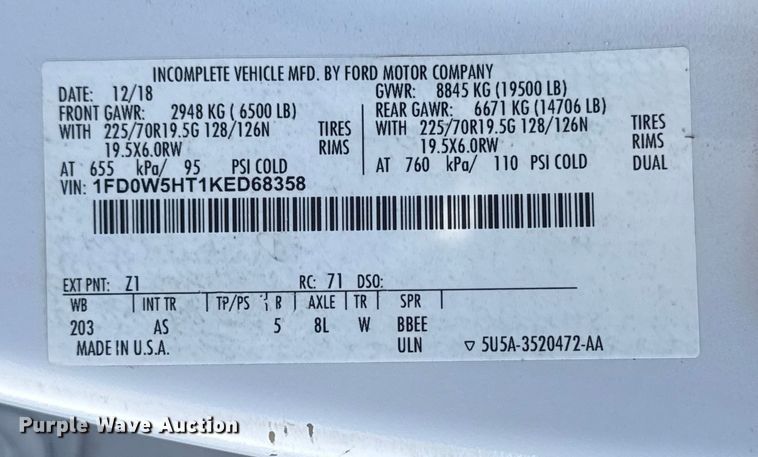 INCOMPLETE VEHICLE MFD. BY FORD MOTOR COMPANY
DATE: 12/18 GVWR: 8845 KG (19500 LB)
FRONT GAWR: 2948 KG ( 6500 LB) REAR GAWR: 6671 KG (14706 LB)
WITH 225/70R19.5G 128/126N TIRES WITH 225/70R19.5G 128/126N TIRES
19.5X6.0RW RIMS 19.5X6.0RW RIMS
AT 655 kPa/ 95 PSI COLD AT 760 kPa/ 110 PSI COLD DUAL
VIN: 1FD0W5HT1KED68358
EXT PNT: Z1 RC: 71 DSO:
WB INT TR TP/PS B AXLE TR SPR
203 AS 5 8L W BBEE
MADE IN U.S.A. ULN ▽ 5U5A-3520472-AA
Purple Wave Auction